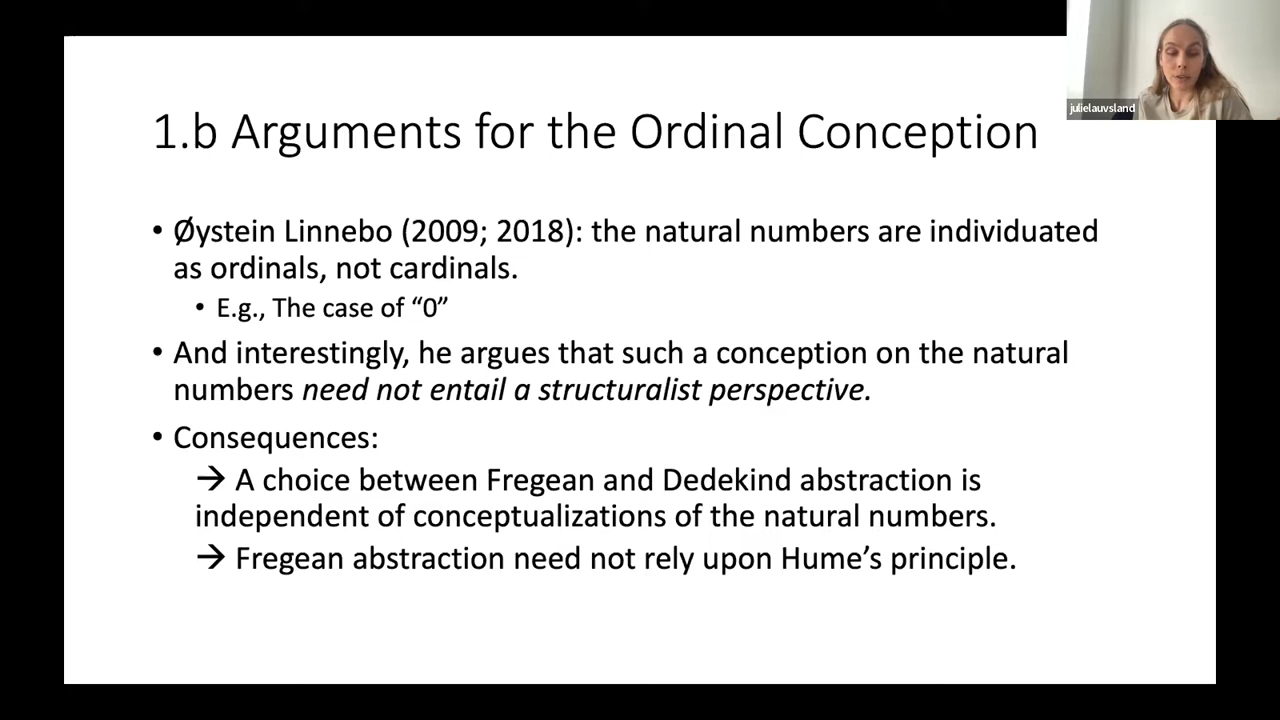 julielauvsland
1.b Arguments for the Ordinal Conception
• Øystein Linnebo (2009; 2018): the natural numbers are individuated
as ordinals, not cardinals.
• E.g., The case of “0”
• And interestingly, he argues that such a conception on the natural
numbers need not entail a structuralist perspective.
• Consequences:
→ A choice between Fregean and Dedekind abstraction is
independent of conceptualizations of the natural numbers.
→ Fregean abstraction need not rely upon Hume’s principle.